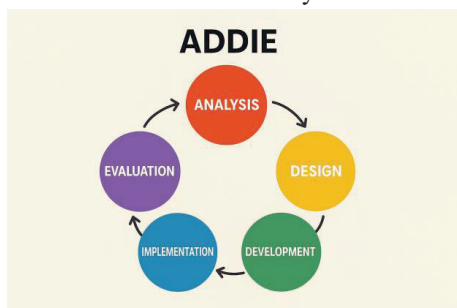 ADDIE
ANALYSIS
DESIGN
DEVELOPMENT
IMPLEMENTATION
EVALUATION